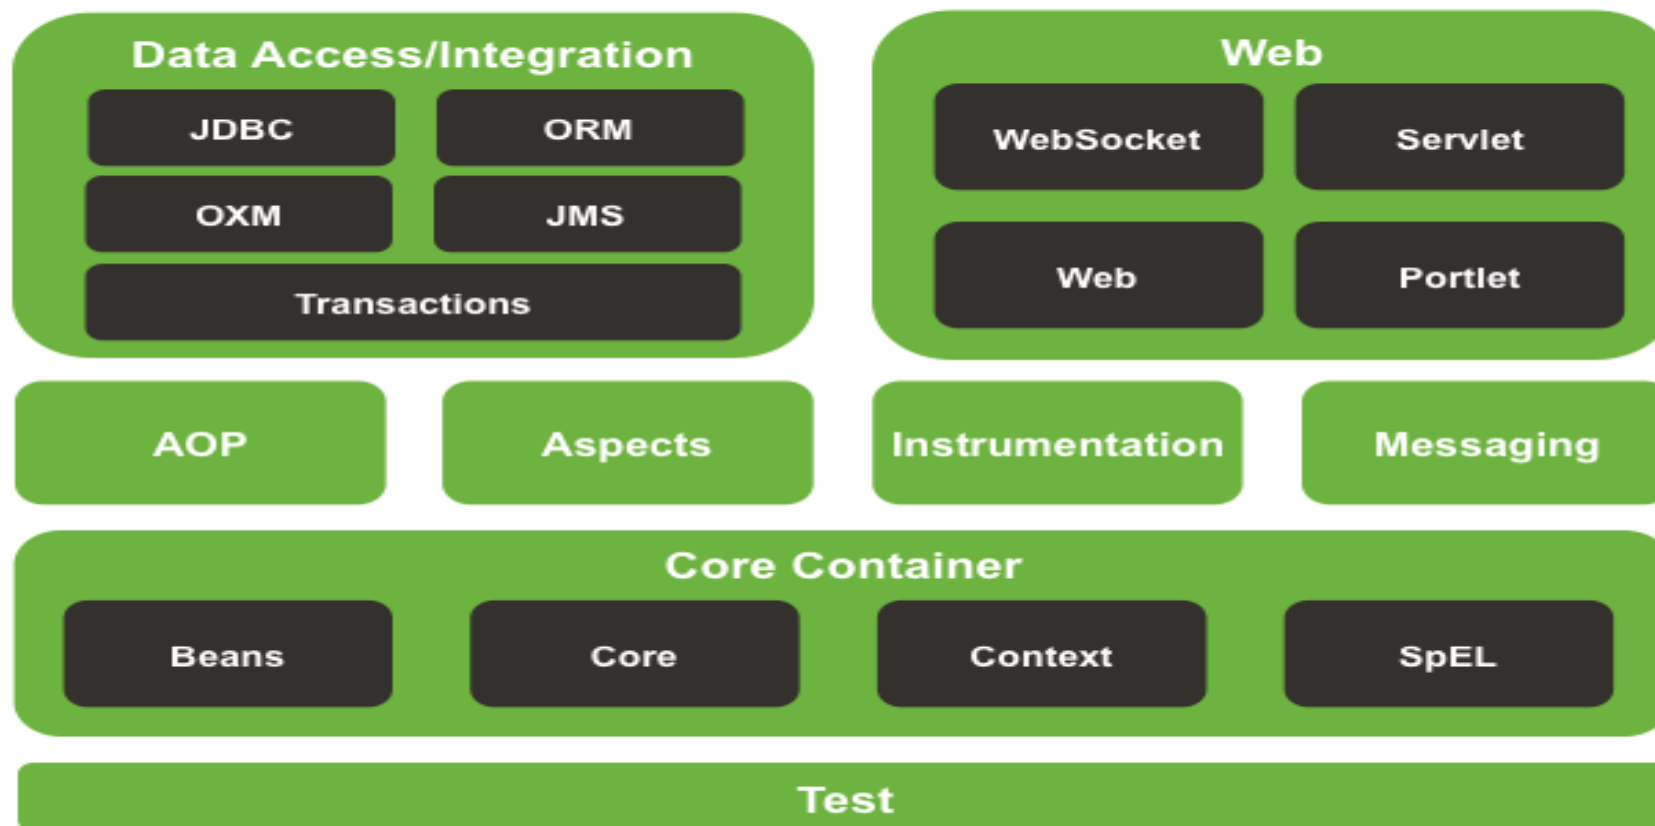 Data Access/Integration
JDBC
ORM
OXM
JMS
Transactions
Web
WebSocket
Servlet
Web
Portlet
AOP
Aspects
Instrumentation
Messaging
Core Container
Beans
Core
Context
SpEL
Test